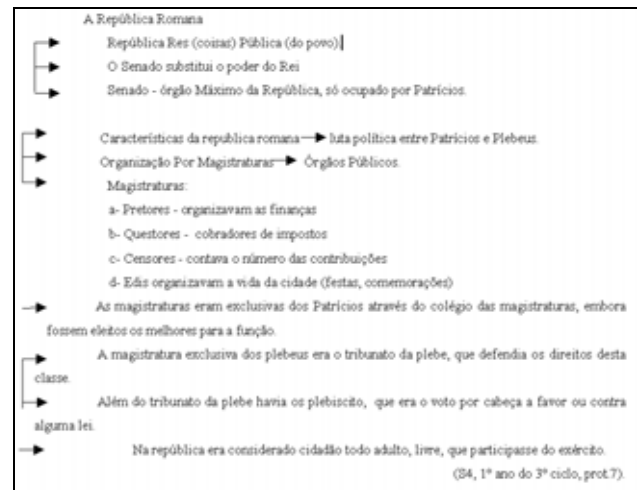 A República Romana
República Res (coisas) Pública (do povo)
O Senado substitui o poder do Rei
Senado - órgão Máximo da República, só ocupado por Patrícios.
Características da republica romana luta política entre Patrícios e Plebeus.
Organização Por Magistraturas Órgãos Públicos.
Magistraturas:
a- Pretores - organizavam as finanças
b- Questores - cobradores de impostos
c- Censores - contava o número das contribuições
d- Edis organizavam a vida da cidade (festas, comemorações)
As magistraturas eram exclusivas dos Patrícios através do colégio das magistraturas, embora
fossem eleitos os melhores para a função.
A magistratura exclusiva dos plebeus era o tribunato da plebe, que defendia os direitos desta
classe.
Além do tribunato da plebe havia os plebiscito, que era o voto por cabeça a favor ou contra
alguma lei.
Na república era considerado cidadão todo adulto, livre, que participasse do exército.
(S4, 1º ano do 3º ciclo, prot.7).